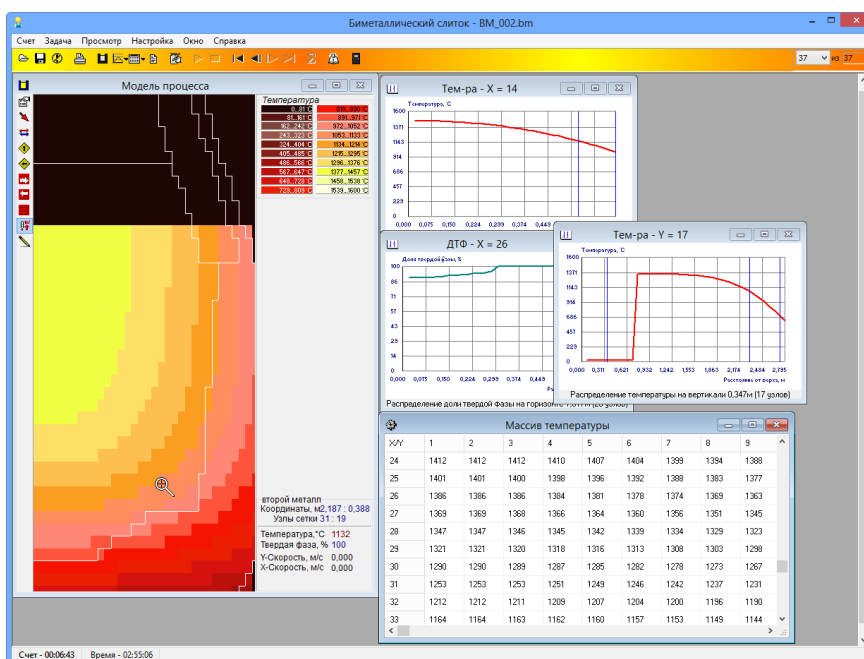 Биметаллический слиток - BM_002.bm
Счет Задача Просмотр Настройка Окно Справка
37 из 37
Модель процесса
Температура
0..81°C 810..890 °C
81..161 °C 891..971 °C
162..242 °C 972..1052 °C
243..323 °C 1053..1133 °C
324..404 °C 1134..1214 °C
405..485 °C 1215..1295 °C
486..566 °C 1296..1376 °C
567..647 °C 1377..1457 °C
648..728 °C 1458..1538 °C
729..809 °C 1539..1600 °C
второй металл
Координаты, м2,187 : 0,388
Узлы сетки 31 : 19
Температура,°C 1132
Твердая фаза, % 100
Y-Скорость, м/с 0,000
X-Скорость, м/с 0,000
Тем-ра - X = 14
Температура, °C
1600
1371
1143
914
686
457
229
0
0,000 0,075 0,150 0,224 0,299 0,374 0,449
ДТФ - X = 26
Доля твердой фазы, %
100
86
71
57
43
29
14
0
0,000 0,075 0,150 0,224 0,299 0,374 0,449
Распределение доли твердой фазы на горизонте
Тем-ра - Y = 17
Температура, °C
1600
1371
1143
914
686
457
229
0
0,000 0,311 0,621 0,932 1,242 1,553 1,863 2,174 2,484 2,795
Расстояние от верха, м
Распределение температуры на вертикали 0,347м (17 узлов)
Массив температуры
X/Y 1 2 3 4 5 6 7 8 9
24 1412 1412 1412 1410 1407 1404 1399 1394 1388
25 1401 1401 1400 1398 1396 1392 1388 1383 1377
26 1386 1386 1386 1384 1381 1378 1374 1369 1363
27 1369 1369 1368 1366 1364 1360 1356 1351 1345
28 1347 1347 1346 1345 1342 1339 1334 1329 1323
29 1321 1321 1320 1318 1316 1313 1308 1303 1298
30 1290 1290 1289 1287 1285 1282 1278 1273 1267
31 1253 1253 1253 1251 1249 1246 1242 1237 1231
32 1212 1212 1211 1209 1207 1204 1200 1196 1190
33 1164 1164 1163 1162 1160 1157 1153 1149 1144
Счет - 00:06:43 Время - 02:55:06